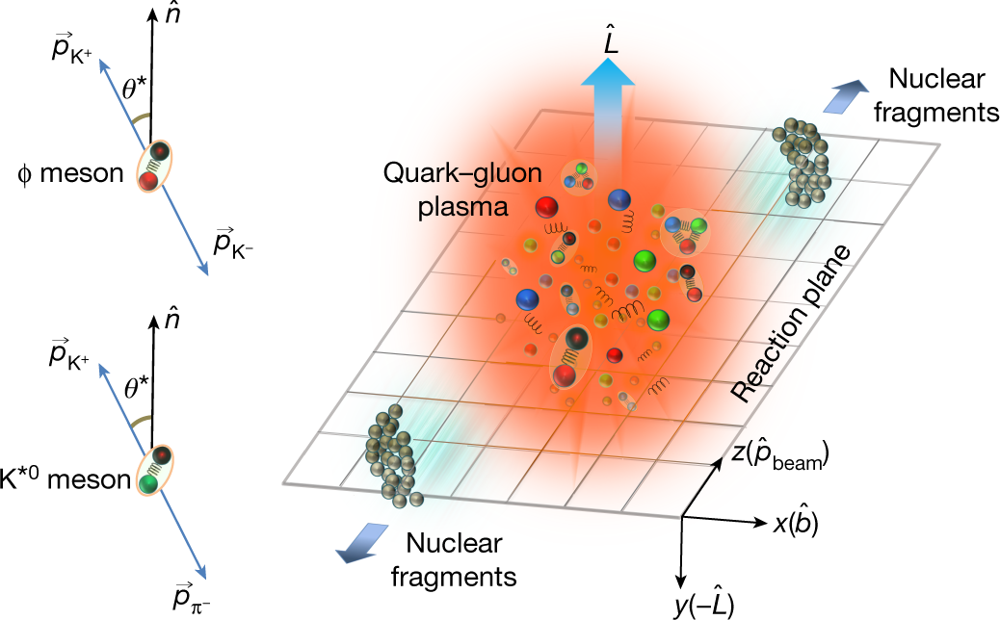 n̂
p⃗K⁺
θ*
ϕ meson
p⃗K⁻
n̂
p⃗K⁺
θ*
K*⁰ meson
p⃗π⁻
L̂
Nuclear
fragments
Quark–gluon
plasma
Reaction plane
z(p̂beam)
x(b̂)
y(–L̂)
Nuclear
fragments